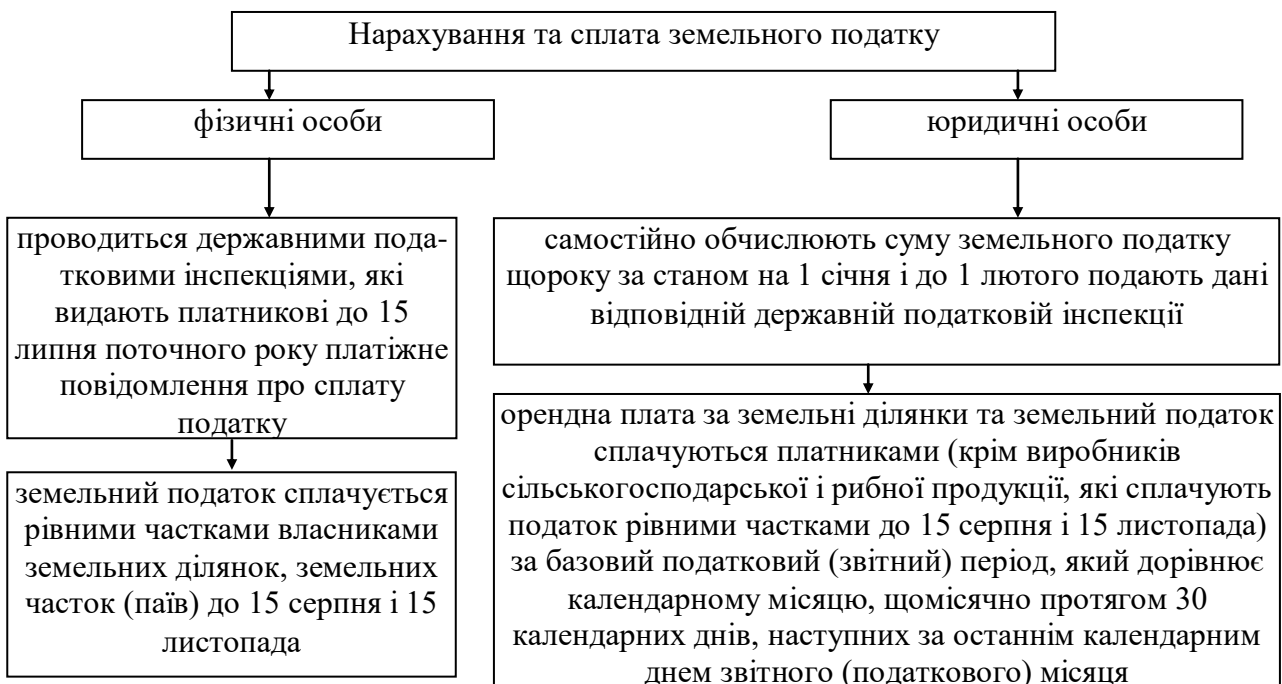 Нарахування та сплата земельного податку
фізичні особи
юридичні особи
проводиться державними пода-
тковими інспекціями, які
видають платникові до 15
липня поточного року платіжне
повідомлення про сплату
податку
земельний податок сплачується
рівними частками власниками
земельних ділянок, земельних
часток (паїв) до 15 серпня і 15
листопада
самостійно обчислюють суму земельного податку
щороку за станом на 1 січня і до 1 лютого подають дані
відповідній державній податковій інспекції
орендна плата за земельні ділянки та земельний податок
сплачуються платниками (крім виробників
сільськогосподарської і рибної продукції, які сплачують
податок рівними частками до 15 серпня і 15 листопада)
за базовий податковий (звітний) період, який дорівнює
календарному місяцю, щомісячно протягом 30
календарних днів, наступних за останнім календарним
днем звітного (податкового) місяця